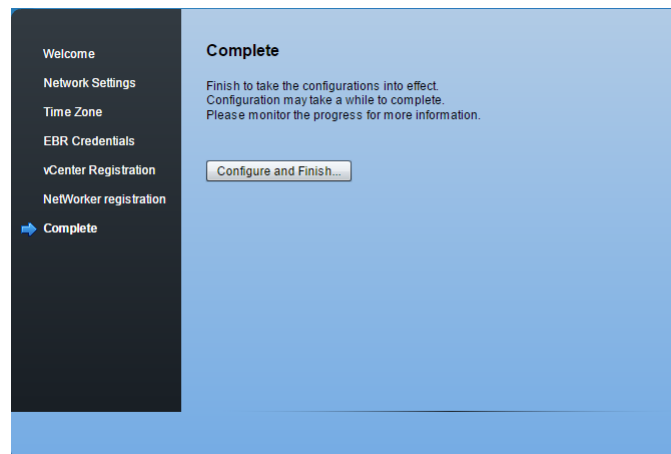 Welcome
Network Settings
Time Zone
EBR Credentials
vCenter Registration
NetWorker registration
Complete
Complete
Finish to take the configurations into effect.
Configuration may take a while to complete.
Please monitor the progress for more information.
Configure and Finish...